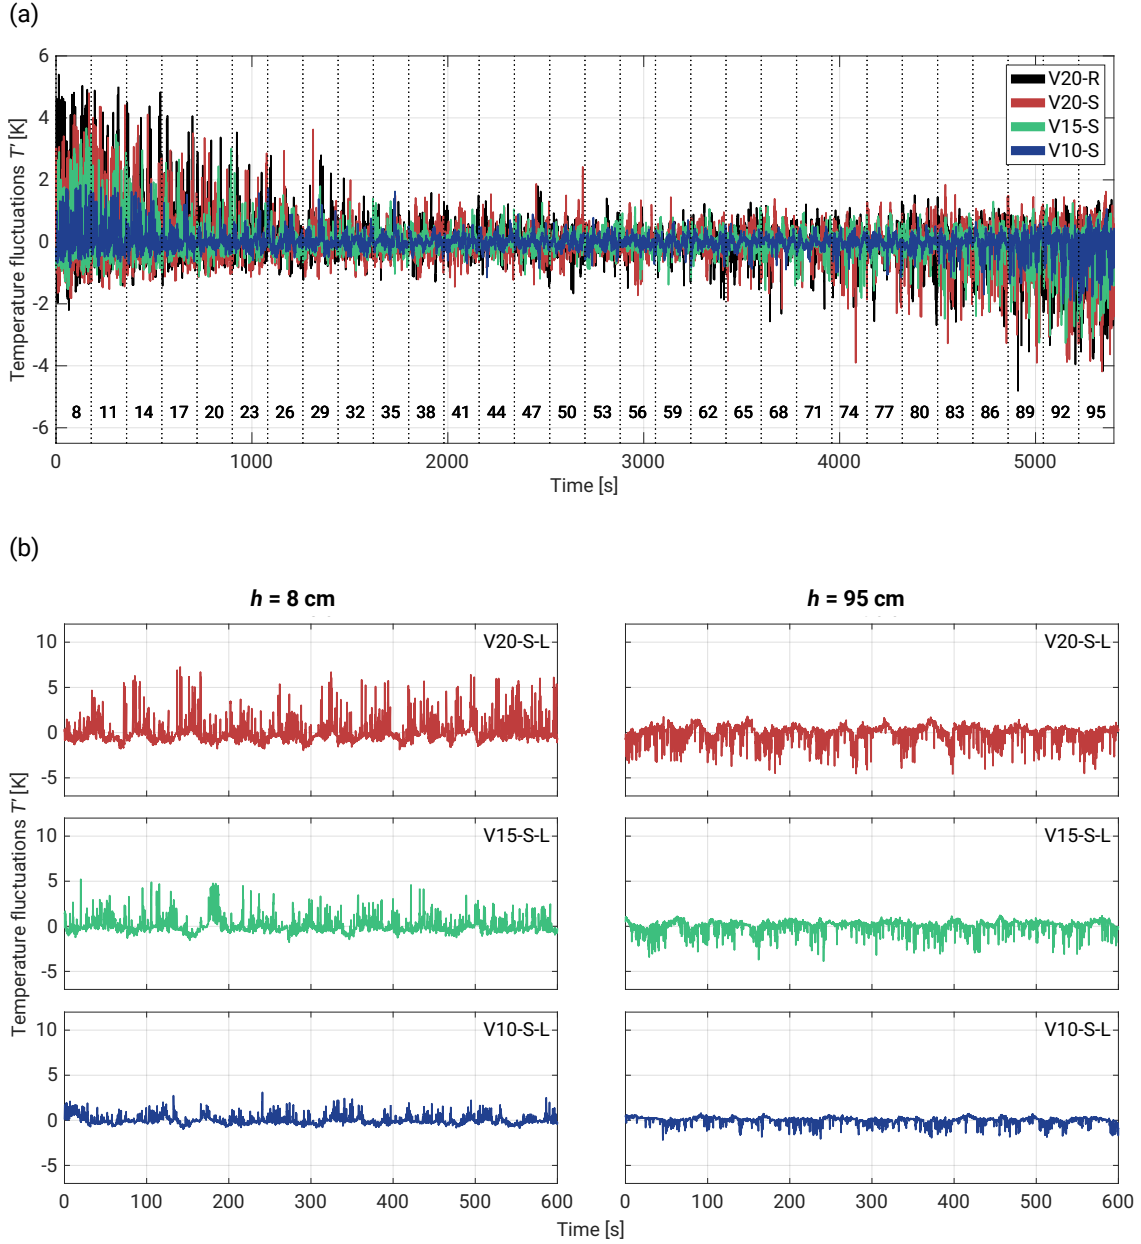 (a)
Temperature fluctuations T' [K]
6
4
2
0
-2
-4
-6
V20-R
V20-S
V15-S
V10-S
8 11 14 17 20 23 26 29 32 35 38 41 44 47 50 53 56 59 62 65 68 71 74 77 80 83 86 89 92 95
0 1000 2000 3000 4000 5000
Time [s]
(b)
h = 8 cm h = 95 cm
Temperature fluctuations T' [K]
10
5
0
-5
V20-S-L
V20-S-L
10
5
0
-5
V15-S-L
V15-S-L
10
5
0
-5
V10-S-L
V10-S-L
0 100 200 300 400 500 600
0 100 200 300 400 500 600
Time [s]